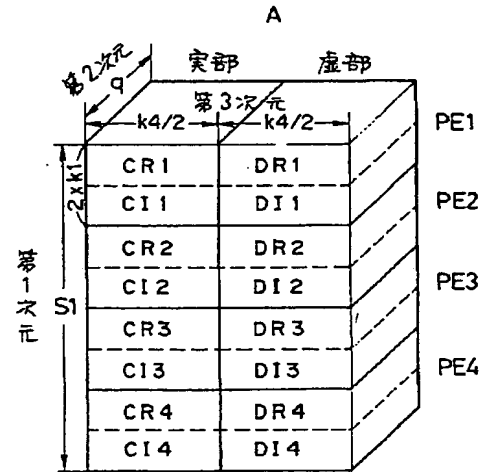 A
実部 虚部
第2次元
q
第3次元
k4/2 k4/2
PE1
PE2
PE3
PE4
2×k1
第1次元
S1
CR1 DR1
CI1 DI1
CR2 DR2
CI2 DI2
CR3 DR3
CI3 DI3
CR4 DR4
CI4 DI4